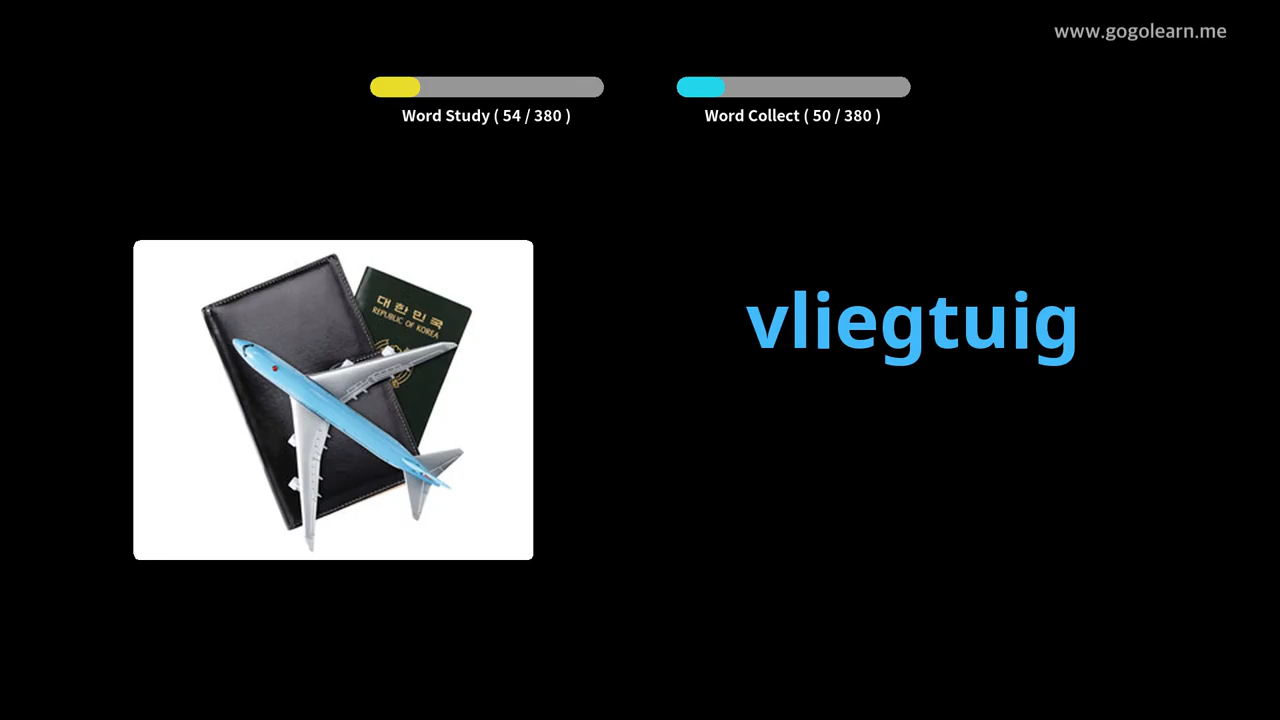 www.gogolearn.me
Word Study ( 54 / 380 )
Word Collect ( 50 / 380 )
대한민국
REPUBLIC OF KOREA
vliegtuig